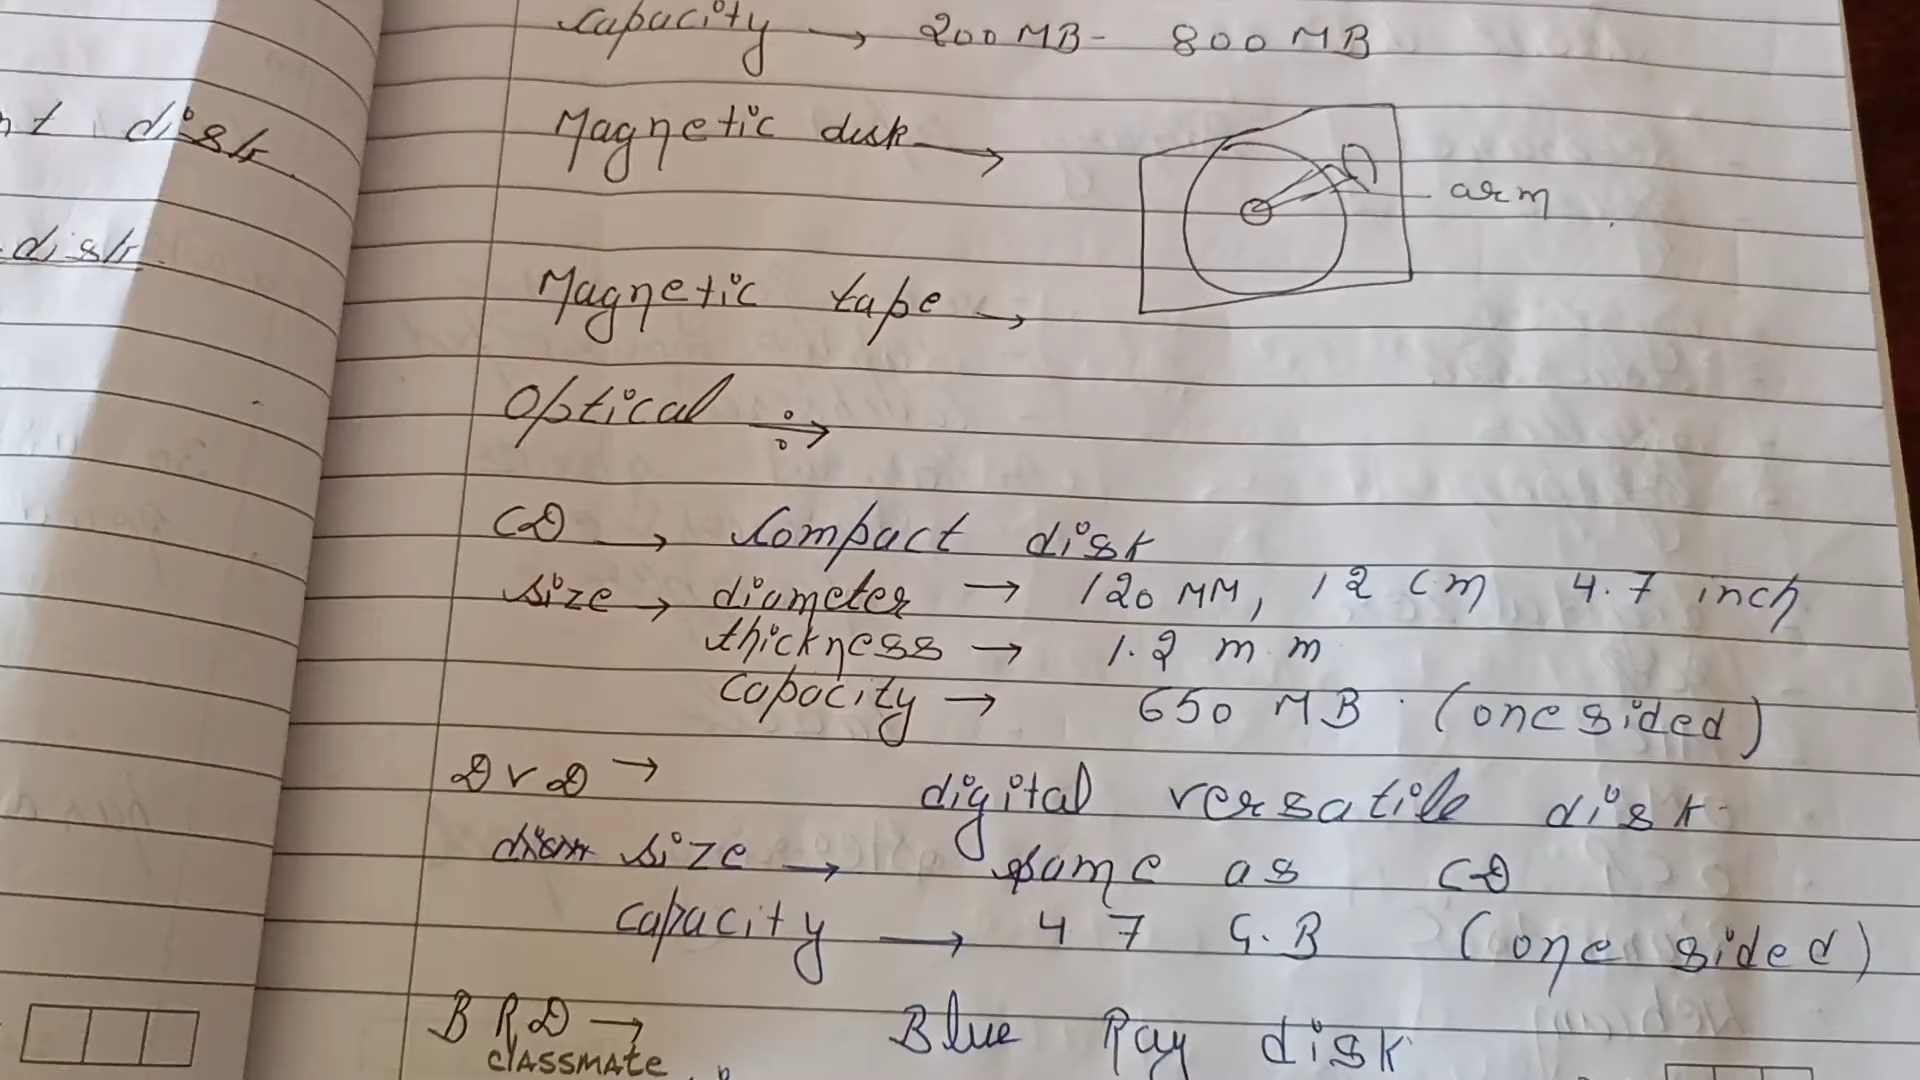 disk
disk
capacity → 200 MB - 800 MB
Magnetic disk →
arm
Magnetic tape →
Optical ÷→
CD → Compact disk
size → diameter → 120 MM, 12 cm 4.7 inch
thickness → 1.2 m.m
capacity → 650 MB (one sided)
DVD → digital versatile disk
size → same as CD
capacity → 4 7 G.B (one sided)
BRD → Blue Ray disk
classmate